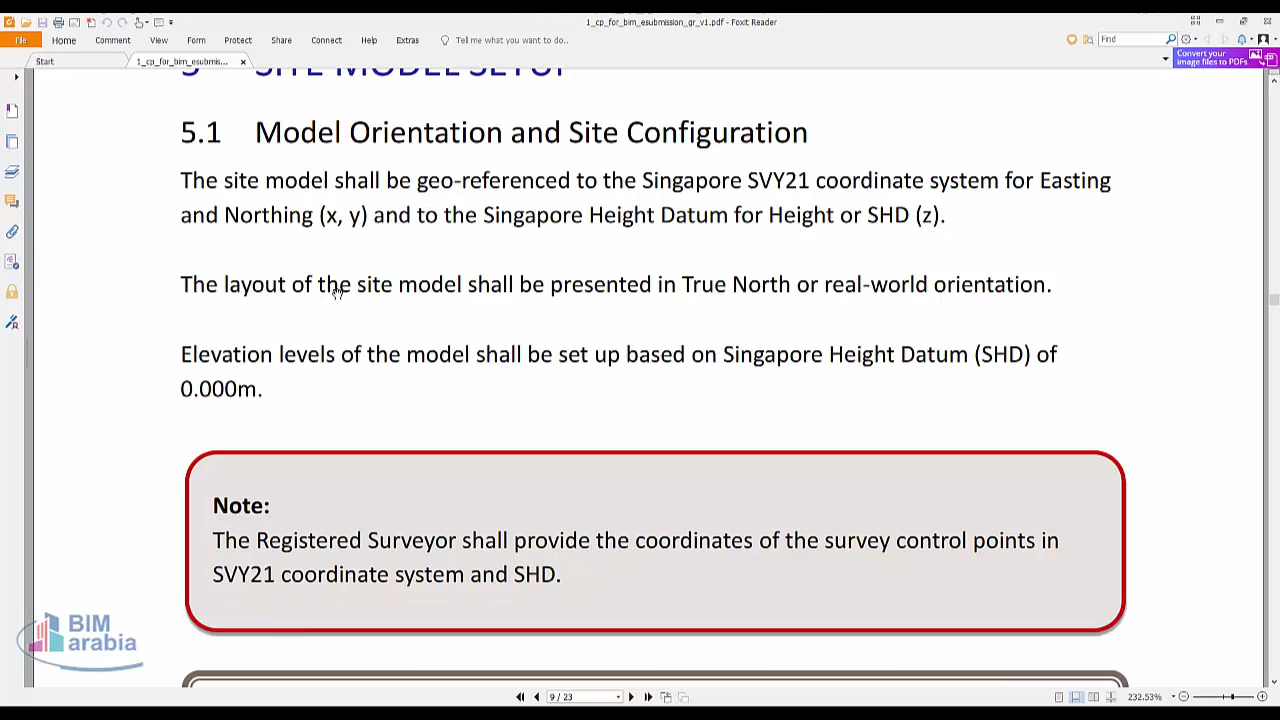 1_cp_for_bim_esubmission_gr_v1.pdf - Foxit Reader
File Home Comment View Form Protect Share Connect Help Extras Tell me what you want to do.. Find
Start 1_cp_for_bim_esubmis... Convert your
image files to PDFs
5 SITE MODEL SETUP
5.1 Model Orientation and Site Configuration
The site model shall be geo-referenced to the Singapore SVY21 coordinate system for Easting
and Northing (x, y) and to the Singapore Height Datum for Height or SHD (z).
The layout of the site model shall be presented in True North or real-world orientation.
Elevation levels of the model shall be set up based on Singapore Height Datum (SHD) of
0.000m.
Note:
The Registered Surveyor shall provide the coordinates of the survey control points in
SVY21 coordinate system and SHD.
BIM
arabia
9 / 23 232.53%